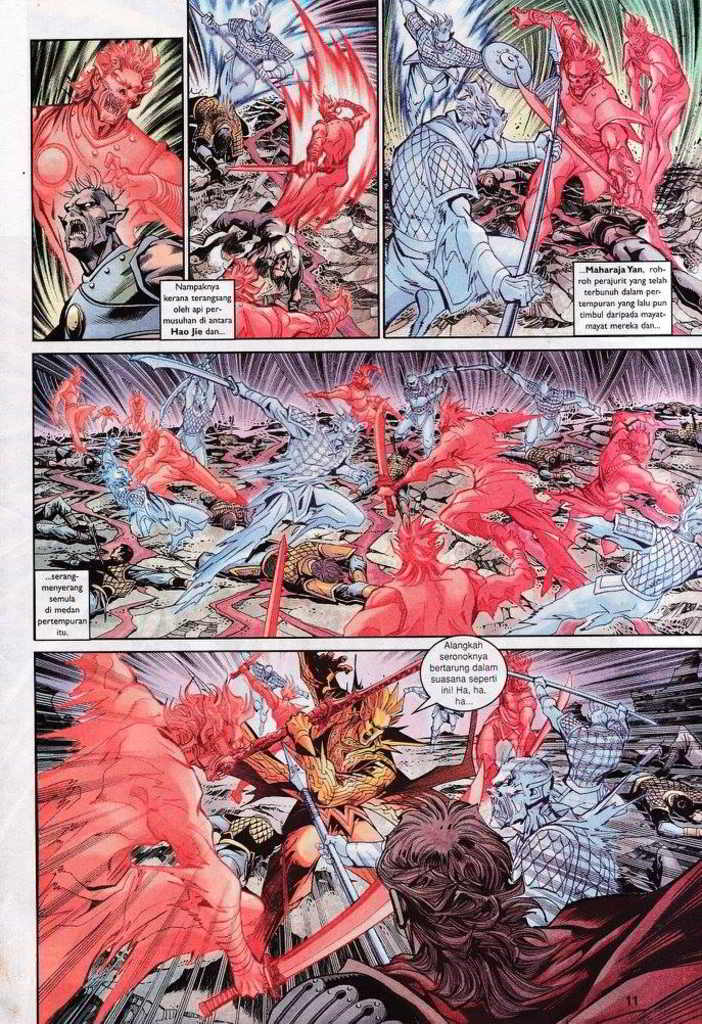 Nampaknya
kerana terangsang
oleh api per-
musuhan di antara
Hao Jie dan...
...Maharaja Yan, roh-
roh perajurit yang telah
terbunuh dalam per-
tempuran yang lalu pun
timbul daripada mayat-
mayat mereka dan...
...serang-
menyerang
semula
di medan
pertempuran
itu.
Alangkah
seronoknya
bertarung dalam
suasana seperti
ini! Ha, ha,
ha...
11